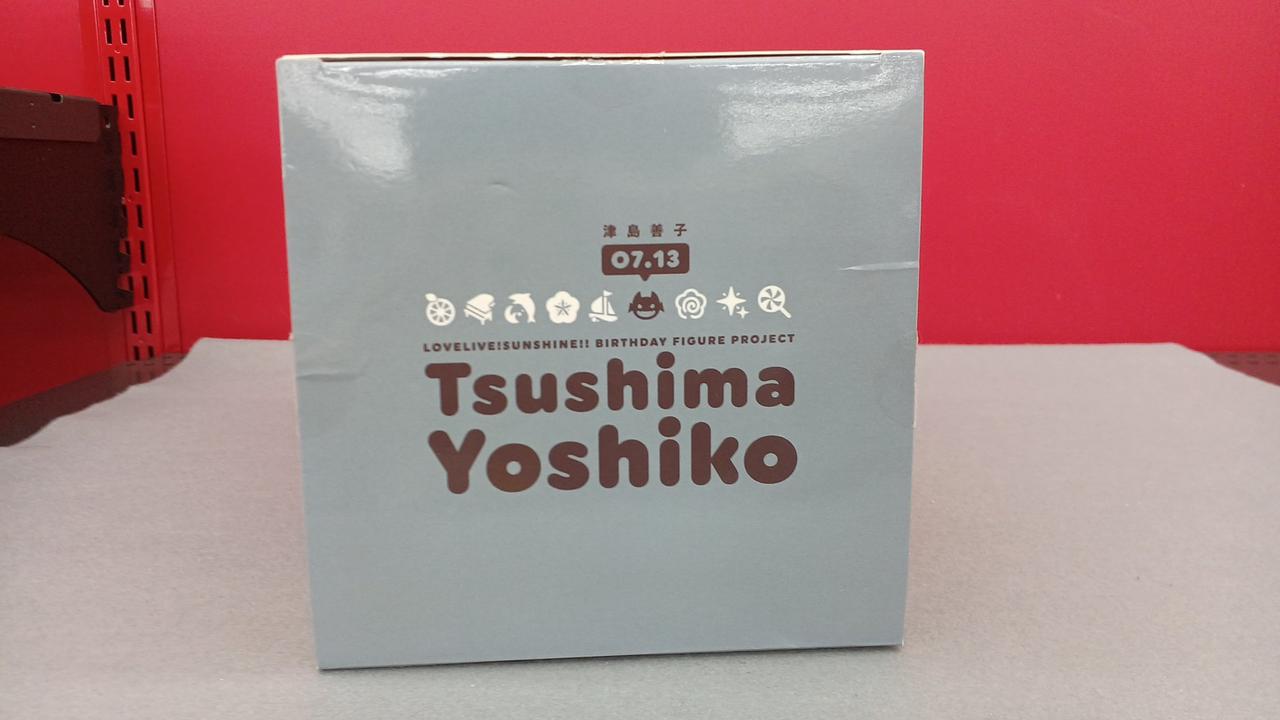 津島善子
07.13
LOVELIVE!SUNSHINE!! BIRTHDAY FIGURE PROJECT
Tsushima
Yoshiko